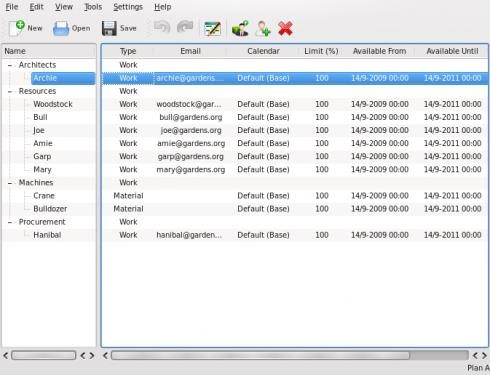 File Edit View Tools Settings Help
New Open Save
Name Type Email Calendar Limit (%) Available From Available Until
Architects Work
Archie Work archie@gardens.... Default (Base) 100 14/9-2009 00:00 14/9-2011 00:00
Resources Work
Woodstock Work woodstock@gar... Default (Base) 100 14/9-2009 00:00 14/9-2011 00:00
Bull Work bull@gardens.org Default (Base) 100 14/9-2009 00:00 14/9-2011 00:00
Joe Work joe@gardens.org Default (Base) 100 14/9-2009 00:00 14/9-2011 00:00
Amie Work amie@gardens.org Default (Base) 100 14/9-2009 00:00 14/9-2011 00:00
Garp Work garp@gardens.org Default (Base) 100 14/9-2009 00:00 14/9-2011 00:00
Mary Work mary@gardens.org Default (Base) 100 14/9-2009 00:00 14/9-2011 00:00
Machines Work
Crane Material Default (Base) 100 14/9-2009 00:00 14/9-2011 00:00
Bulldozer Material Default (Base) 100 14/9-2009 00:00 14/9-2011 00:00
Procurement Work
Hanibal Work hanibal@garden... Default (Base) 100 14/9-2009 00:00 14/9-2011 00:00
Plan A